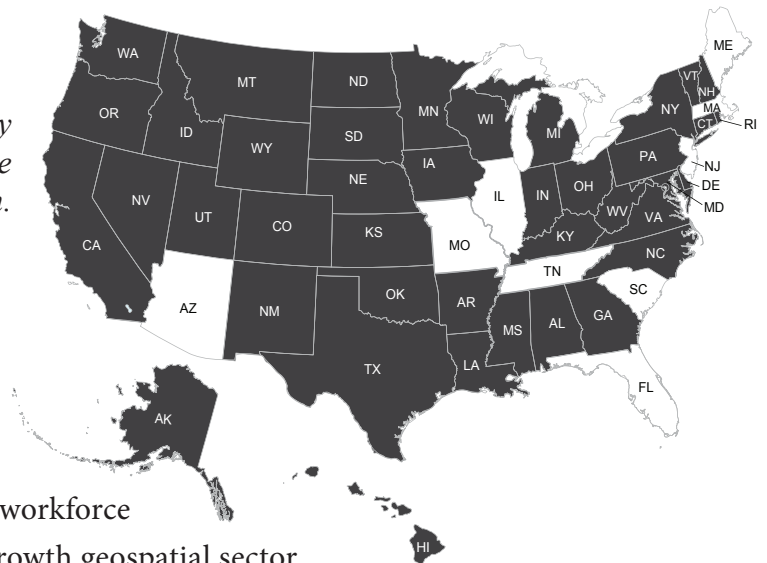 ME
WA
VT
MT
ND
NH
MN
OR
MA
NY
WI
CT
RI
ID
SD
MI
WY
PA
IA
NJ
NE
DE
NV
IL
IN
OH
MD
UT
WV
CO
VA
CA
KS
MO
KY
NC
TN
AZ
OK
AR
SC
NM
MS
AL
GA
TX
LA
FL
AK
y
e
.
workforce
HI
rowth geospatial sector